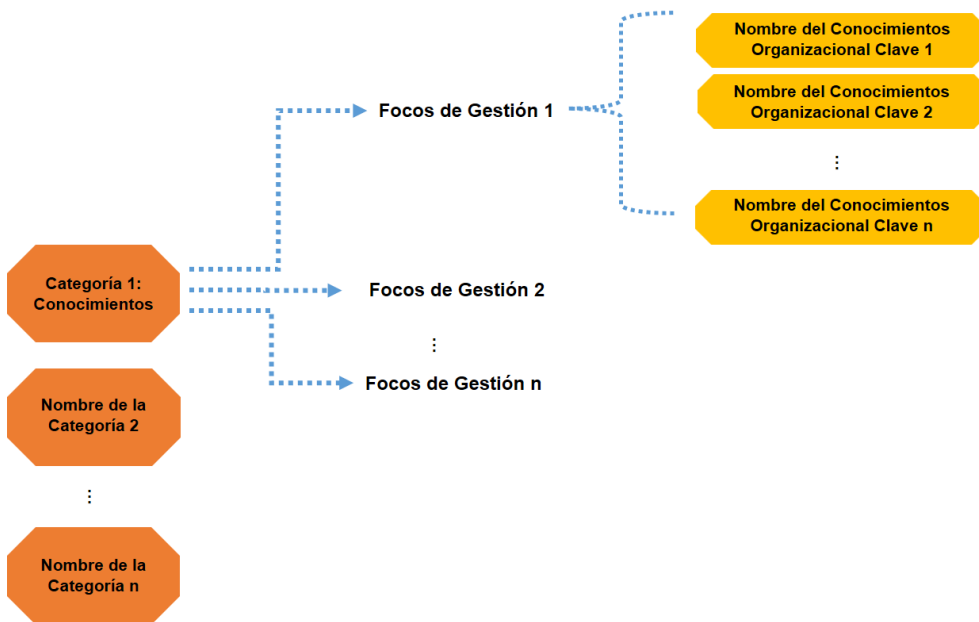 Nombre del Conocimientos
Organizacional Clave 1
Nombre del Conocimientos
Organizacional Clave 2
Focos de Gestión 1
...
Nombre del Conocimientos
Organizacional Clave n
Categoría 1:
Conocimientos
Focos de Gestión 2
...
Focos de Gestión n
Nombre de la
Categoría 2
...
Nombre de la
Categoría n